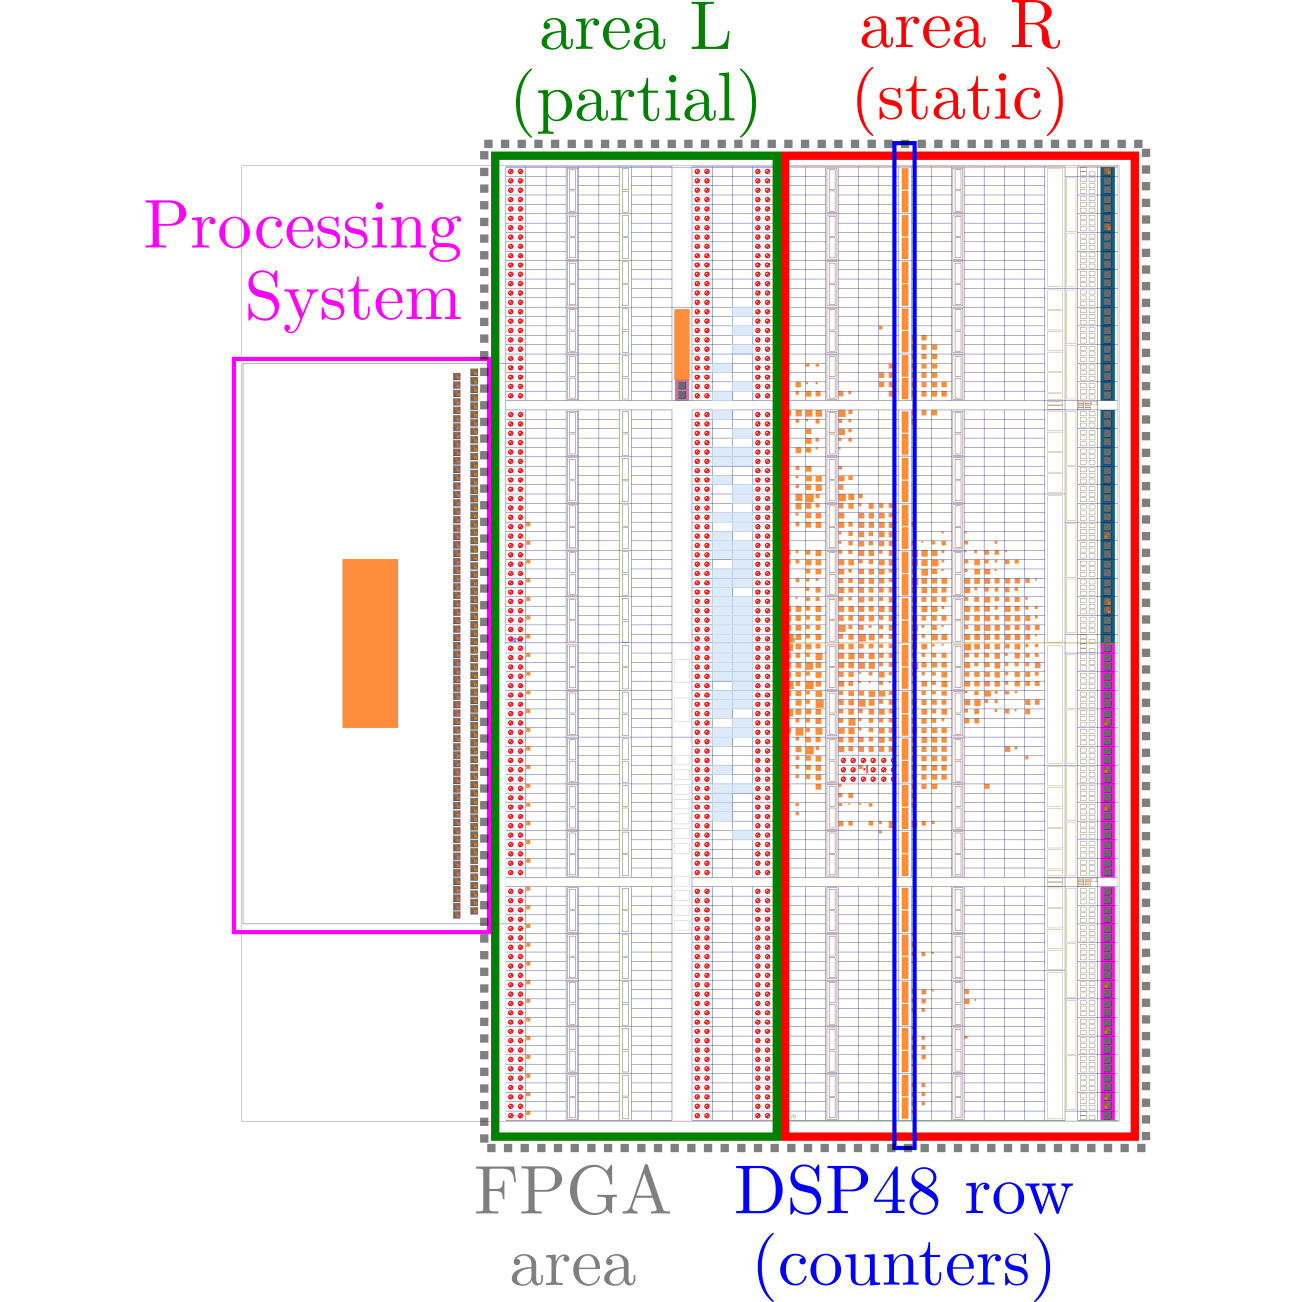 area L
(partial)
area R
(static)
Processing
System
FPGA
area
DSP48 row
(counters)